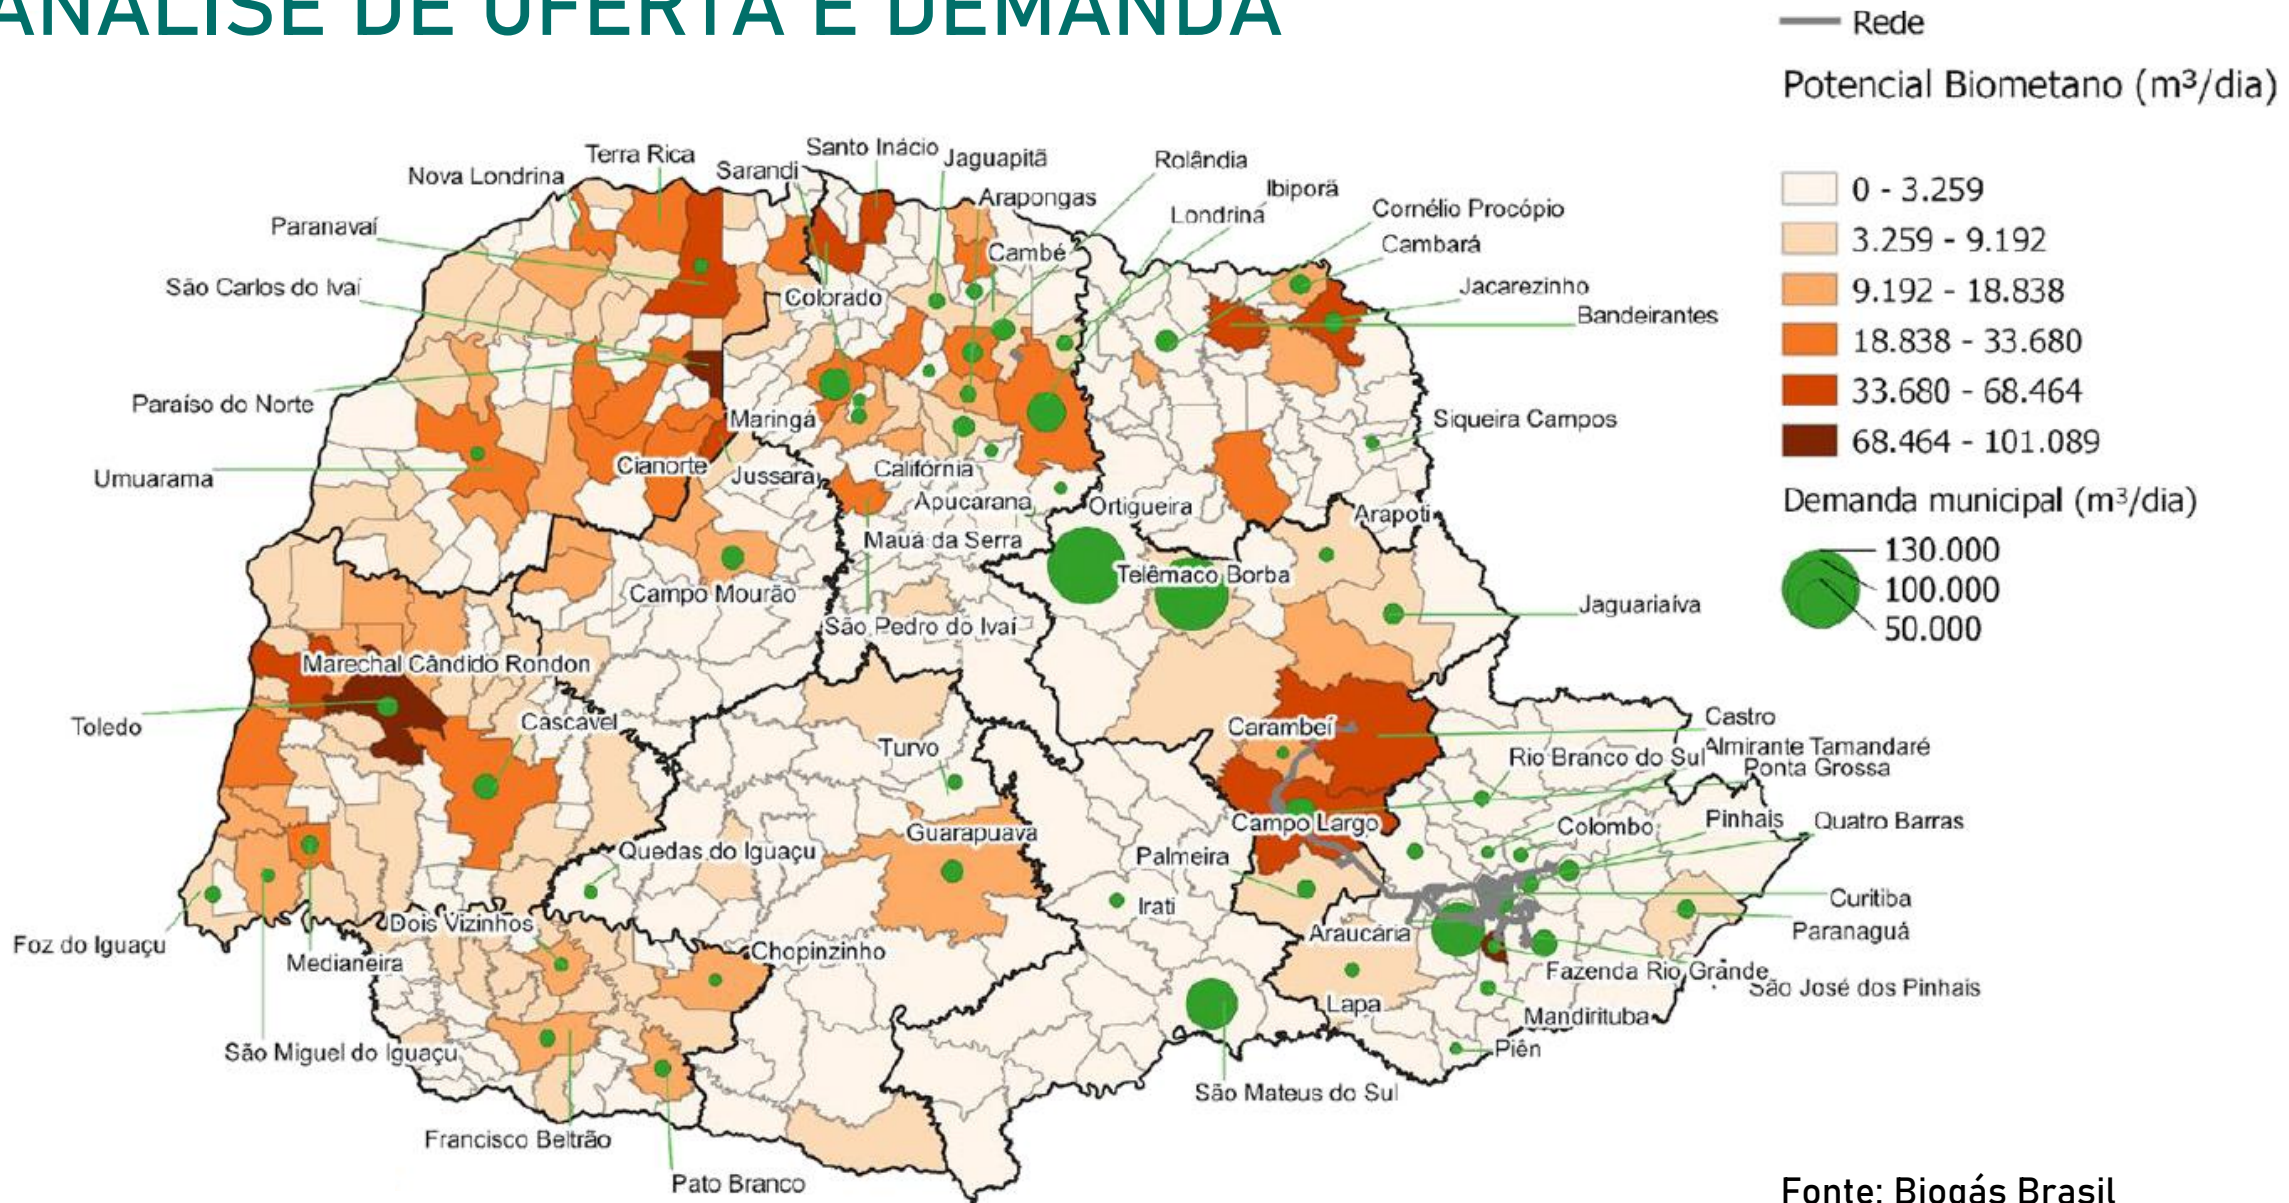 ANÁLISE DE OFERTA E DEMANDA
Rede
Potencial Biometano (m³/dia)
0 - 3.259
3.259 - 9.192
9.192 - 18.838
18.838 - 33.680
33.680 - 68.464
68.464 - 101.089
Demanda municipal (m³/dia)
130.000
100.000
50.000
Santo Inácio
Terra Rica
Jaguapitã
Rolândia
Sarandi
Nova Londrina
Ibiporã
Arapongas
Cornélio Procópio
Londrina
Paranavaí
Cambará
Cambé
São Carlos do Ivaí
Jacarezinho
Colorado
Bandeirantes
Paraíso do Norte
Maringá
Siqueira Campos
Cianorte
Califórnia
Jussara
Umuarama
Apucarana
Ortigueira
Arapoti
Mauá da Serra
Telêmaco Borba
Campo Mourão
Jaguariaíva
São Pedro do Ivaí
Marechal Cândido Rondon
Castro
Cascavel
Toledo
Carambeí
Turvo
Almirante Tamandaré
Rio Branco do Sul
Ponta Grossa
Pinhais
Quatro Barras
Campo Largo
Colombo
Guarapuava
Quedas do Iguaçu
Palmeira
Curitiba
Irati
Dois Vizinhos
Paranaguá
Araucária
Foz do Iguaçu
Chopinzinho
Medianeira
Fazenda Rio Grande
São José dos Pinhais
Lapa
Mandirituba
Piên
São Miguel do Iguaçu
São Mateus do Sul
Francisco Beltrão
Pato Branco
Fonte: Biogás Brasil